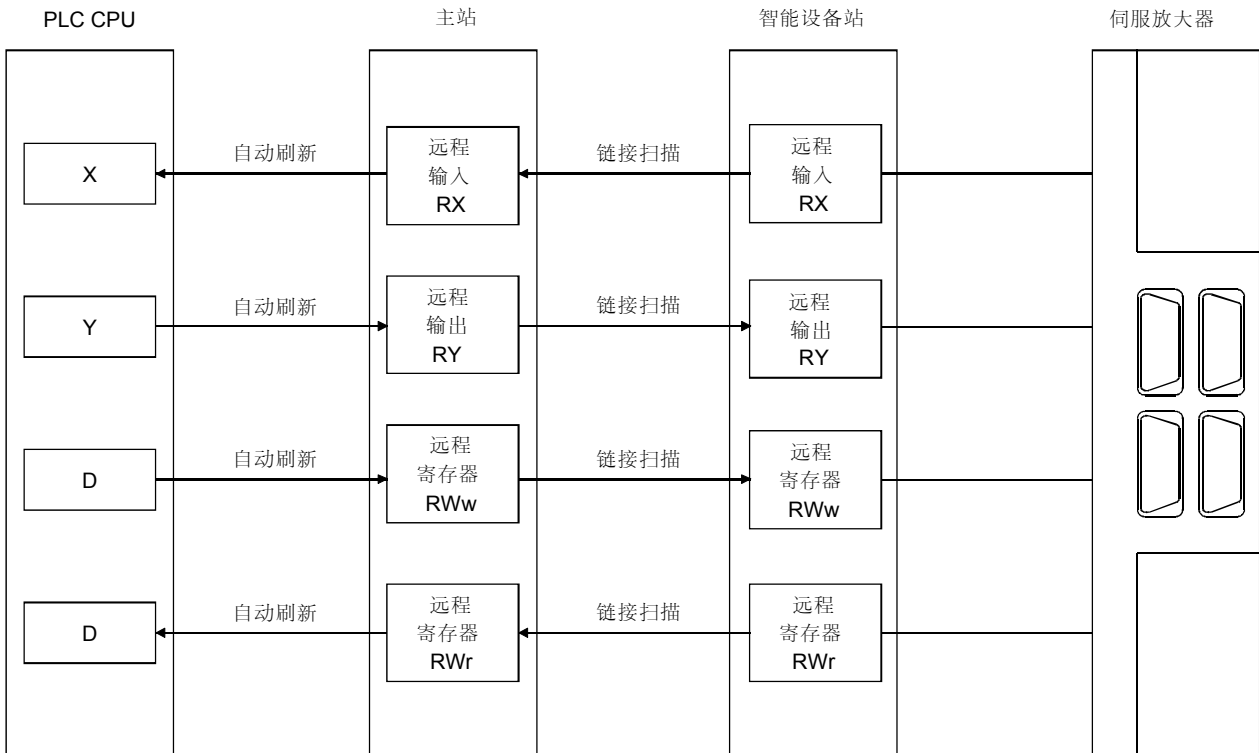 PLC CPU
主站
智能设备站
伺服放大器
X
自动刷新
远程
输入
RX
链接扫描
远程
输入
RX
Y
自动刷新
远程
输出
RY
链接扫描
远程
输出
RY
D
自动刷新
远程
寄存器
RWw
链接扫描
远程
寄存器
RWw
D
自动刷新
远程
寄存器
RWr
链接扫描
远程
寄存器
RWr